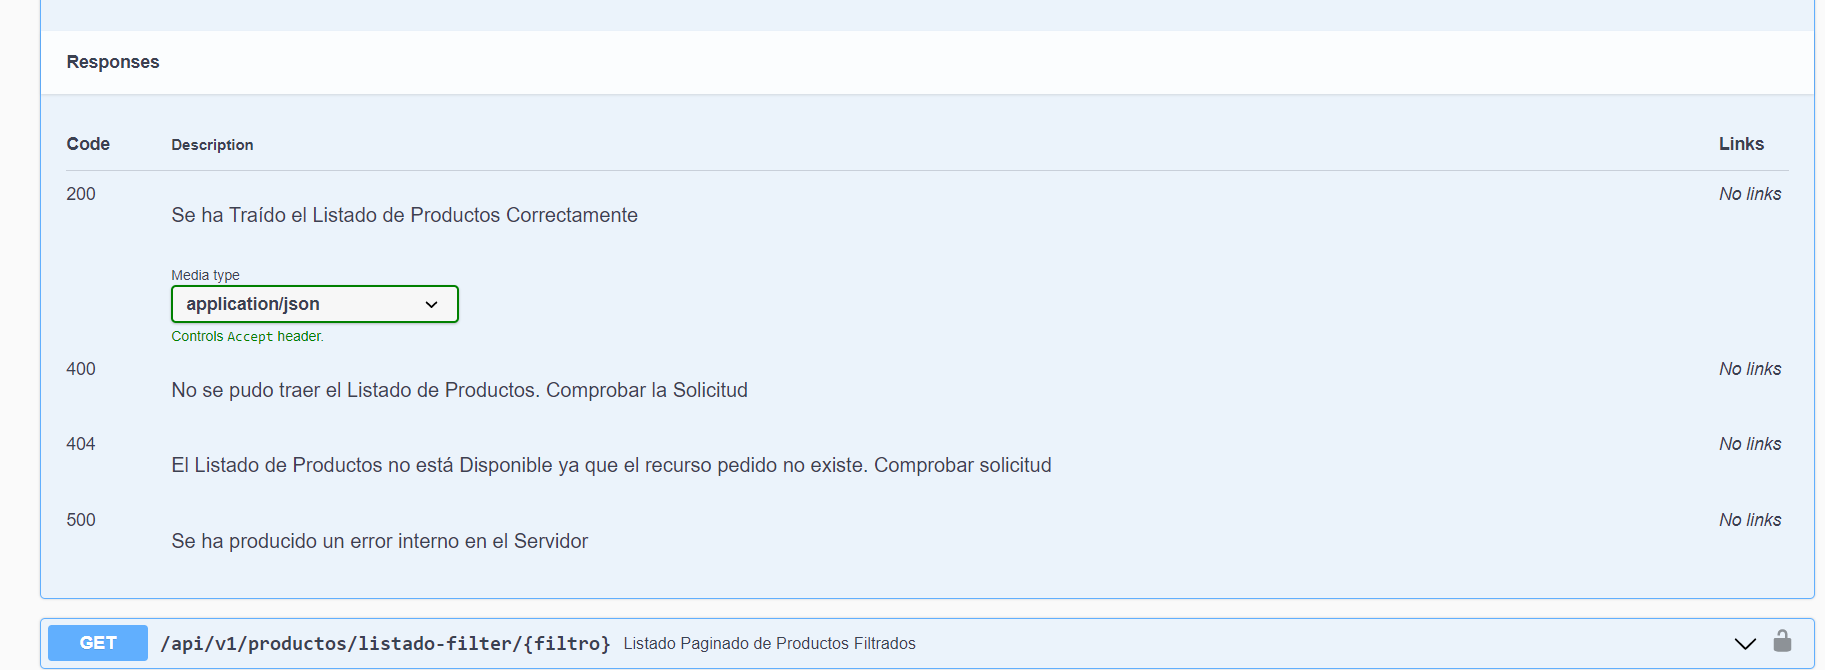 Responses
Code Description Links
200 No links
Se ha Traído el Listado de Productos Correctamente
Media type
application/json
Controls Accept header.
400 No links
No se pudo traer el Listado de Productos. Comprobar la Solicitud
404 No links
El Listado de Productos no está Disponible ya que el recurso pedido no existe. Comprobar solicitud
500 No links
Se ha producido un error interno en el Servidor
GET /api/v1/productos/listado-filter/{filtro} Listado Paginado de Productos Filtrados